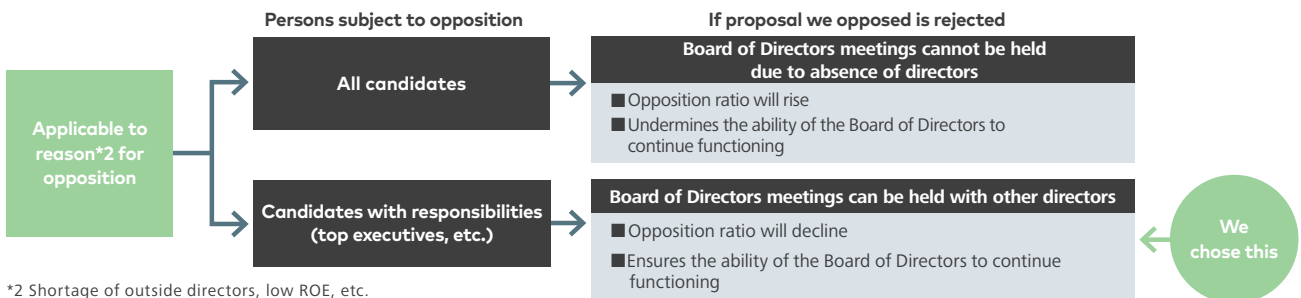 Persons subject to opposition
If proposal we opposed is rejected
Applicable to
reason*2 for
opposition
All candidates
Board of Directors meetings cannot be held
due to absence of directors
■ Opposition ratio will rise
■ Undermines the ability of the Board of Directors to
continue functioning
Candidates with responsibilities
(top executives, etc.)
Board of Directors meetings can be held with other directors
■ Opposition ratio will decline
■ Ensures the ability of the Board of Directors to continue
functioning
We
chose this
*2 Shortage of outside directors, low ROE, etc.